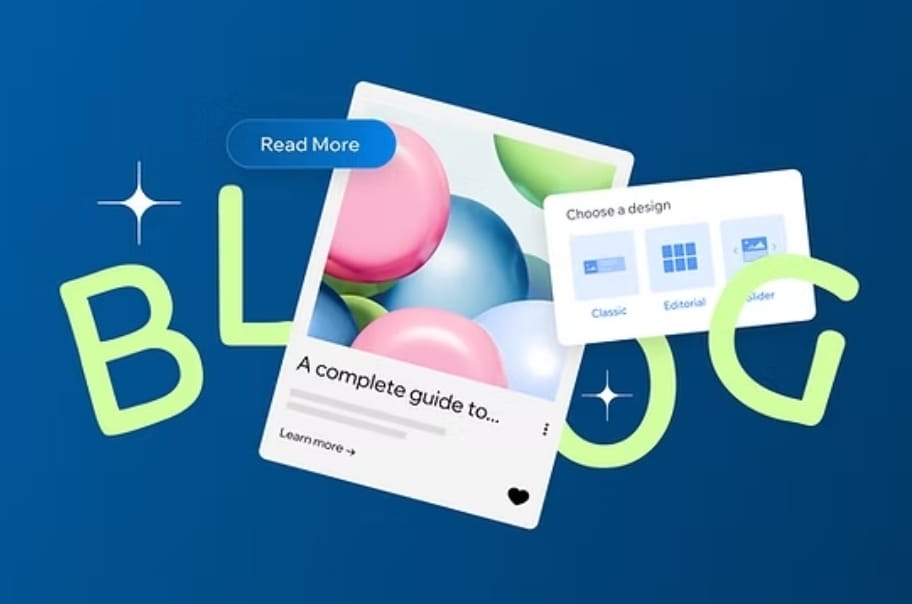 BLOG
Read More
Choose a design
Classic
Editorial
Slider
A complete guide to...
Learn more →